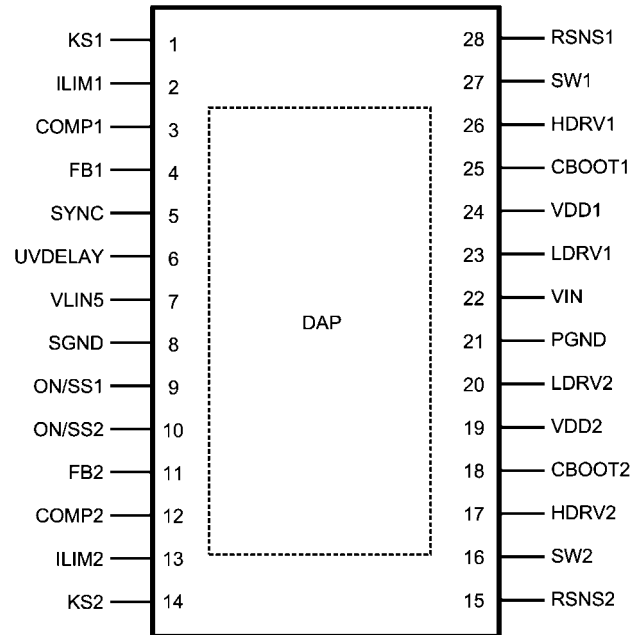 KS1 1 28 RSNS1
ILIM1 2 27 SW1
COMP1 3 26 HDRV1
FB1 4 25 CBOOT1
SYNC 5 24 VDD1
UVDELAY 6 23 LDRV1
VLIN5 7 22 VIN
DAP
SGND 8 21 PGND
ON/SS1 9 20 LDRV2
ON/SS2 10 19 VDD2
FB2 11 18 CBOOT2
COMP2 12 17 HDRV2
ILIM2 13 16 SW2
KS2 14 15 RSNS2